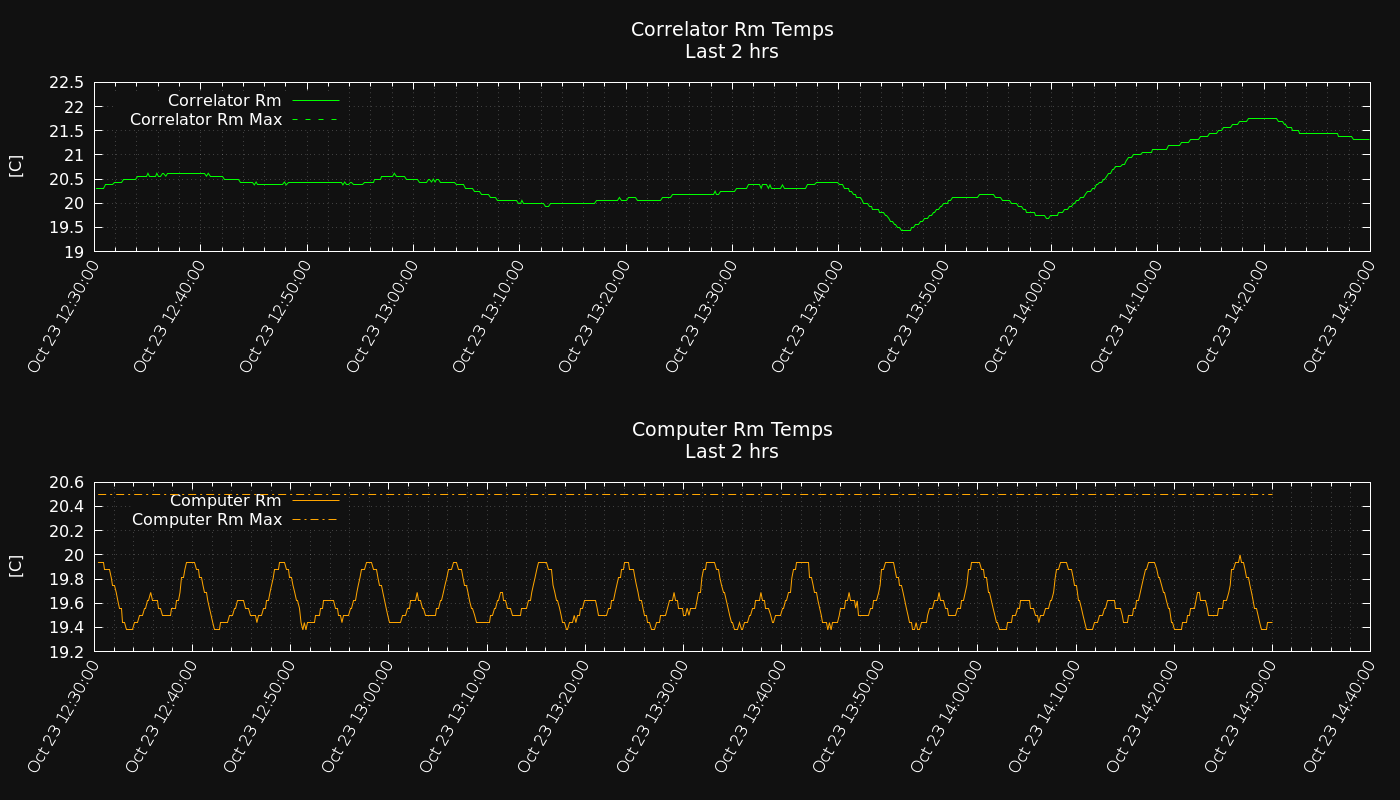 Correlator Rm Temps
Last 2 hrs
22.5
22
21.5
21
20.5
20
19.5
19
[C]
Correlator Rm
Correlator Rm Max
Oct 23 12:30:00
Oct 23 12:40:00
Oct 23 12:50:00
Oct 23 13:00:00
Oct 23 13:10:00
Oct 23 13:20:00
Oct 23 13:30:00
Oct 23 13:40:00
Oct 23 13:50:00
Oct 23 14:00:00
Oct 23 14:10:00
Oct 23 14:20:00
Oct 23 14:30:00
Computer Rm Temps
Last 2 hrs
20.6
20.4
20.2
20
19.8
19.6
19.4
19.2
[C]
Computer Rm
Computer Rm Max
Oct 23 12:30:00
Oct 23 12:40:00
Oct 23 12:50:00
Oct 23 13:00:00
Oct 23 13:10:00
Oct 23 13:20:00
Oct 23 13:30:00
Oct 23 13:40:00
Oct 23 13:50:00
Oct 23 14:00:00
Oct 23 14:10:00
Oct 23 14:20:00
Oct 23 14:30:00
Oct 23 14:40:00